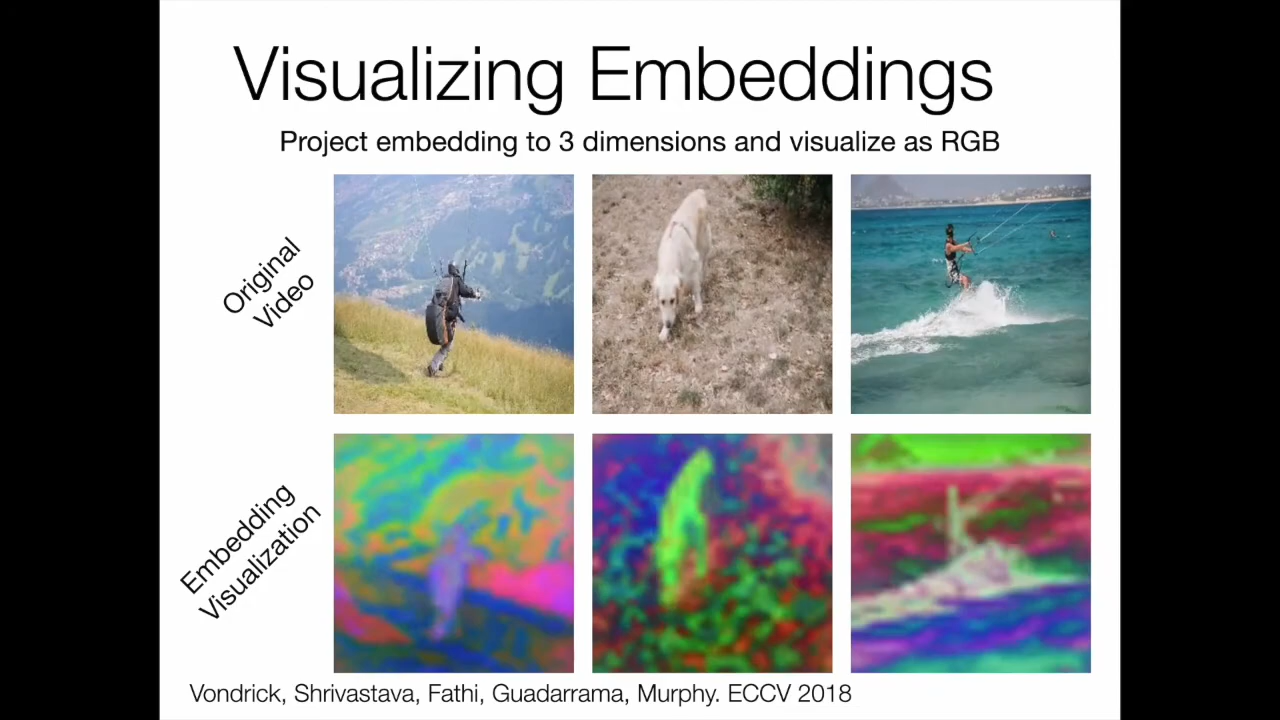 Visualizing Embeddings
Project embedding to 3 dimensions and visualize as RGB
Original
Video
Embedding
Visualization
Vondrick, Shrivastava, Fathi, Guadarrama, Murphy. ECCV 2018